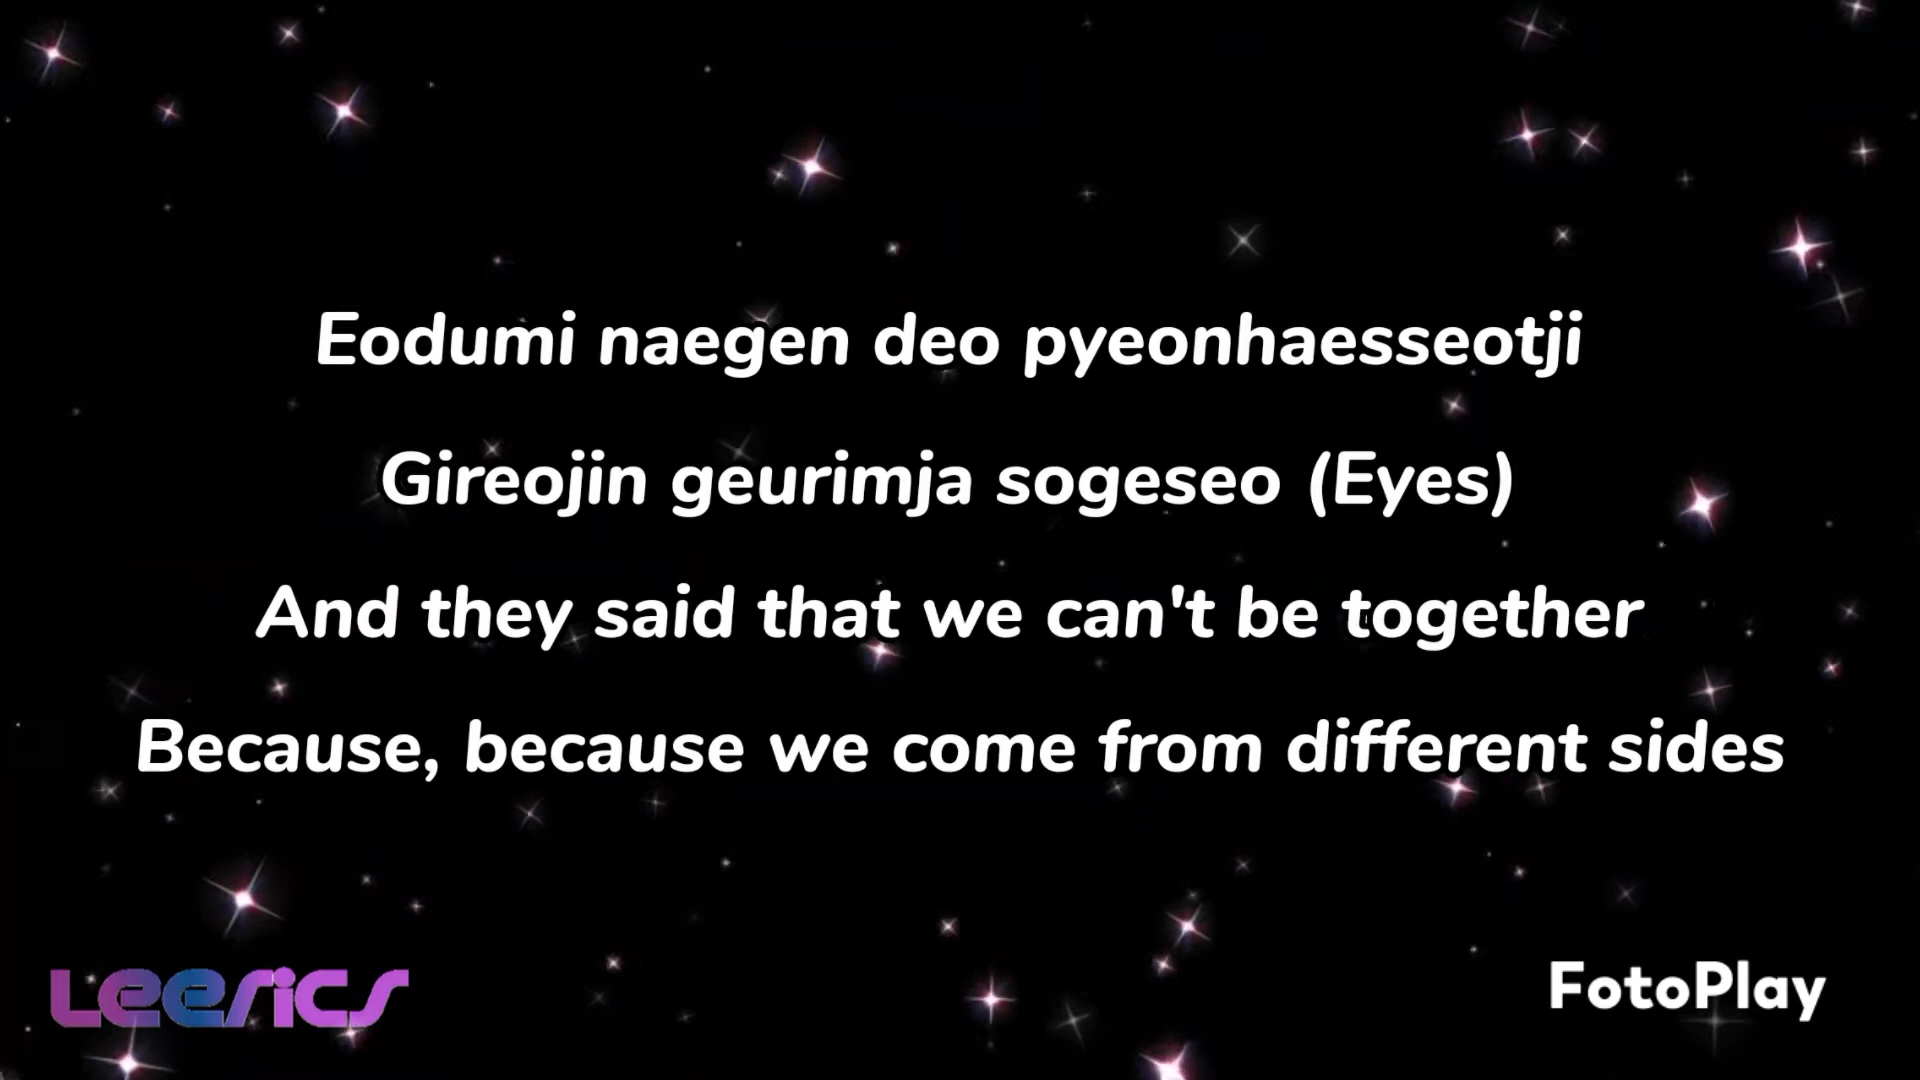 Eodumi naegen deo pyeonhaesseotji
Gireojin geurimja sogeseo (Eyes)
And they said that we can't be together
Because, because we come from different sides
Leesics
FotoPlay